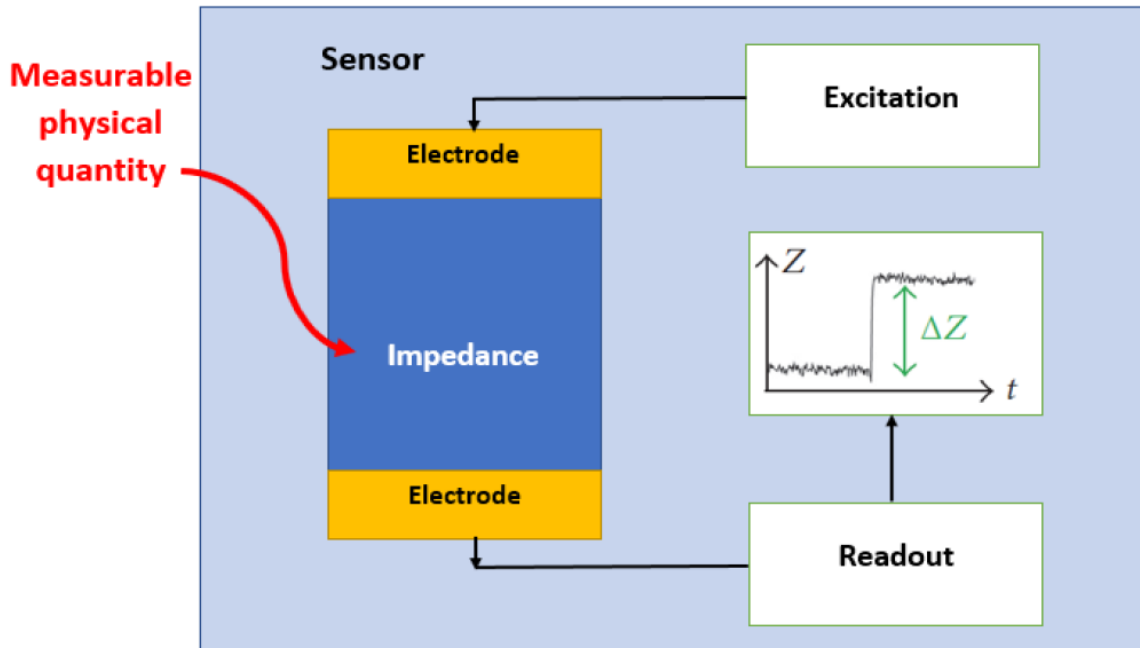 Sensor
Measurable
physical
quantity
Excitation
Electrode
Impedance
Z
ΔZ
t
Electrode
Readout